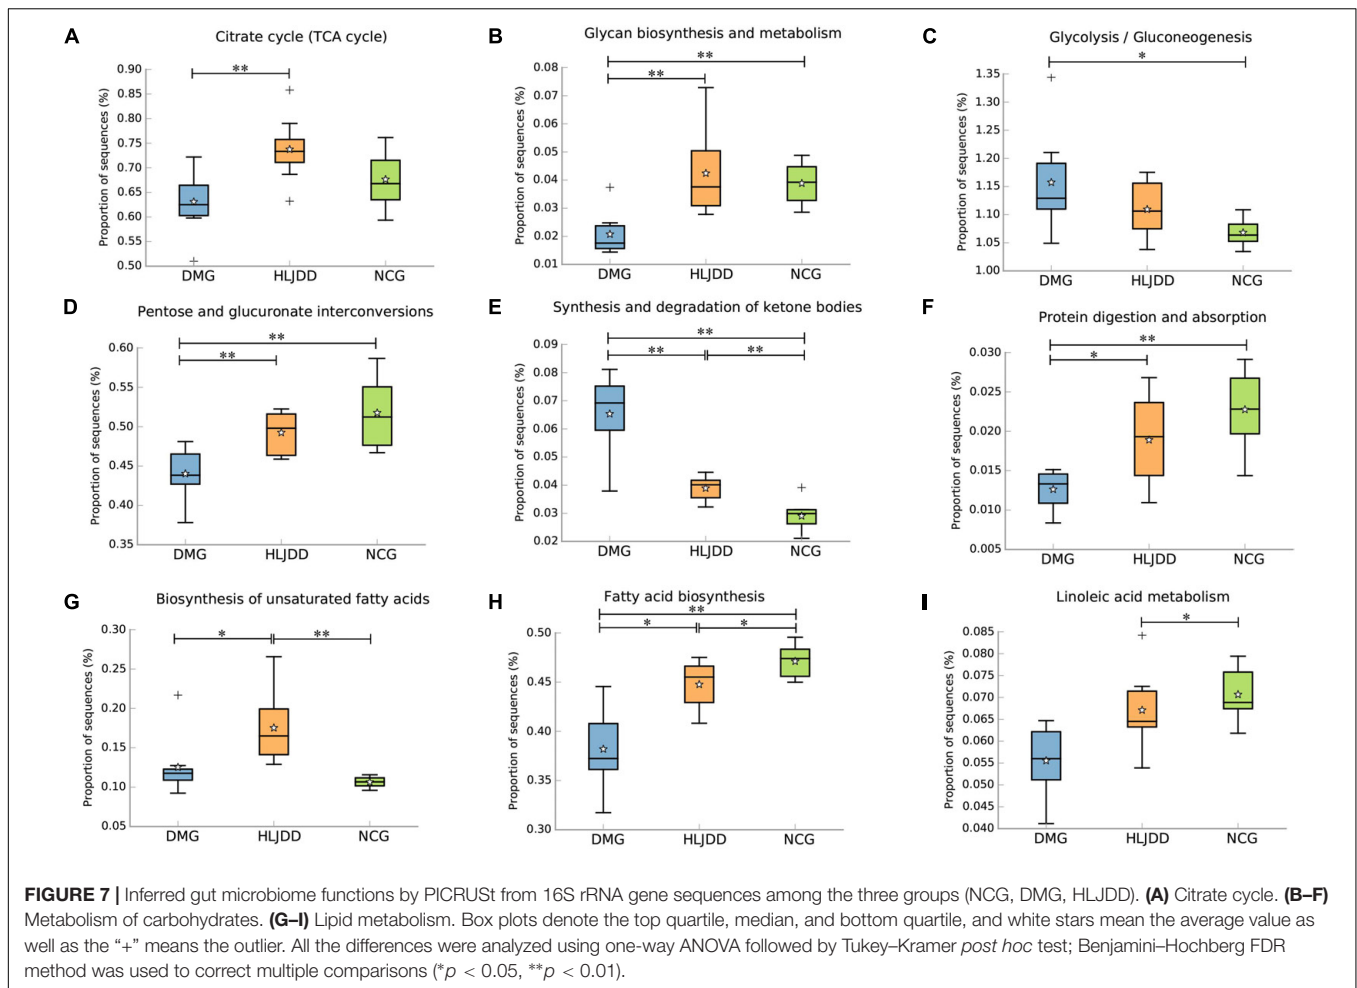 A
Citrate cycle (TCA cycle)
Proportion of sequences (%)
0.90
0.85
0.80
0.75
0.70
0.65
0.60
0.55
0.50
**
DMG HLJDD NCG
B
Glycan biosynthesis and metabolism
Proportion of sequences (%)
0.08
0.07
0.06
0.05
0.04
0.03
0.02
0.01
**
**
DMG HLJDD NCG
C
Glycolysis / Gluconeogenesis
Proportion of sequences (%)
1.35
1.30
1.25
1.20
1.15
1.10
1.05
1.00
*
DMG HLJDD NCG
D
Pentose and glucuronate interconversions
Proportion of sequences (%)
0.60
0.55
0.50
0.45
0.40
0.35
**
**
DMG HLJDD NCG
E
Synthesis and degradation of ketone bodies
Proportion of sequences (%)
0.09
0.08
0.07
0.06
0.05
0.04
0.03
0.02
**
** **
DMG HLJDD NCG
F
Protein digestion and absorption
Proportion of sequences (%)
0.030
0.025
0.020
0.015
0.010
0.005
**
*
DMG HLJDD NCG
G
Biosynthesis of unsaturated fatty acids
Proportion of sequences (%)
0.30
0.25
0.20
0.15
0.10
0.05
* **
DMG HLJDD NCG
H
Fatty acid biosynthesis
Proportion of sequences (%)
0.50
0.45
0.40
0.35
0.30
**
* *
DMG HLJDD NCG
I
Linoleic acid metabolism
Proportion of sequences (%)
0.085
0.080
0.075
0.070
0.065
0.060
0.055
0.050
0.045
0.040
*
DMG HLJDD NCG
FIGURE 7 | Inferred gut microbiome functions by PICRUSt from 16S rRNA gene sequences among the three groups (NCG, DMG, HLJDD). (A) Citrate cycle. (B–F)
Metabolism of carbohydrates. (G–I) Lipid metabolism. Box plots denote the top quartile, median, and bottom quartile, and white stars mean the average value as
well as the "+" means the outlier. All the differences were analyzed using one-way ANOVA followed by Tukey–Kramer post hoc test; Benjamini–Hochberg FDR
method was used to correct multiple comparisons (*p < 0.05, **p < 0.01).